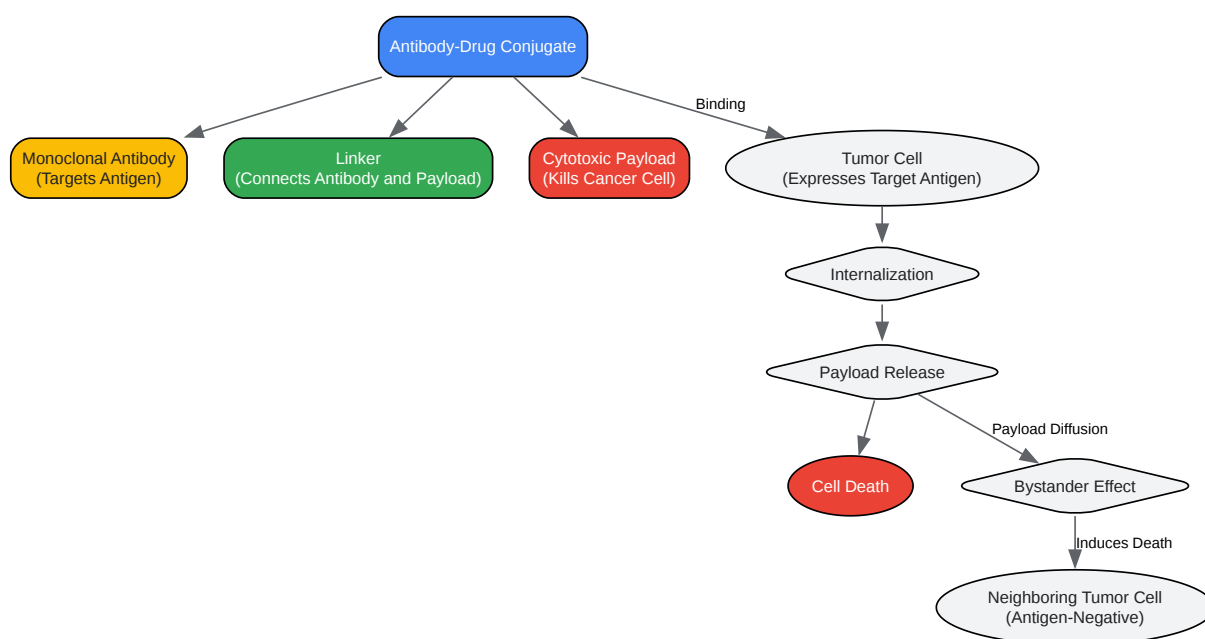 Antibody-Drug Conjugate
Binding
Monoclonal Antibody
(Targets Antigen)
Linker
(Connects Antibody and Payload)
Cytotoxic Payload
(Kills Cancer Cell)
Tumor Cell
(Expresses Target Antigen)
Internalization
Payload Release
Payload Diffusion
Cell Death
Bystander Effect
Induces Death
Neighboring Tumor Cell
(Antigen-Negative)